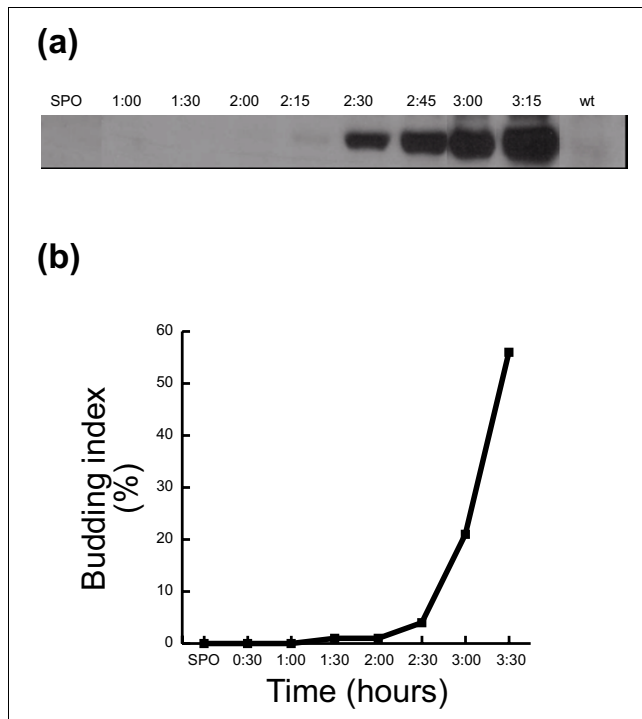 (a)
SPO 1:00 1:30 2:00 2:15 2:30 2:45 3:00 3:15 wt
(b)
60
50
40
30
20
10
0
Budding index
(%)
SPO 0:30 1:00 1:30 2:00 2:30 3:00 3:30
Time (hours)